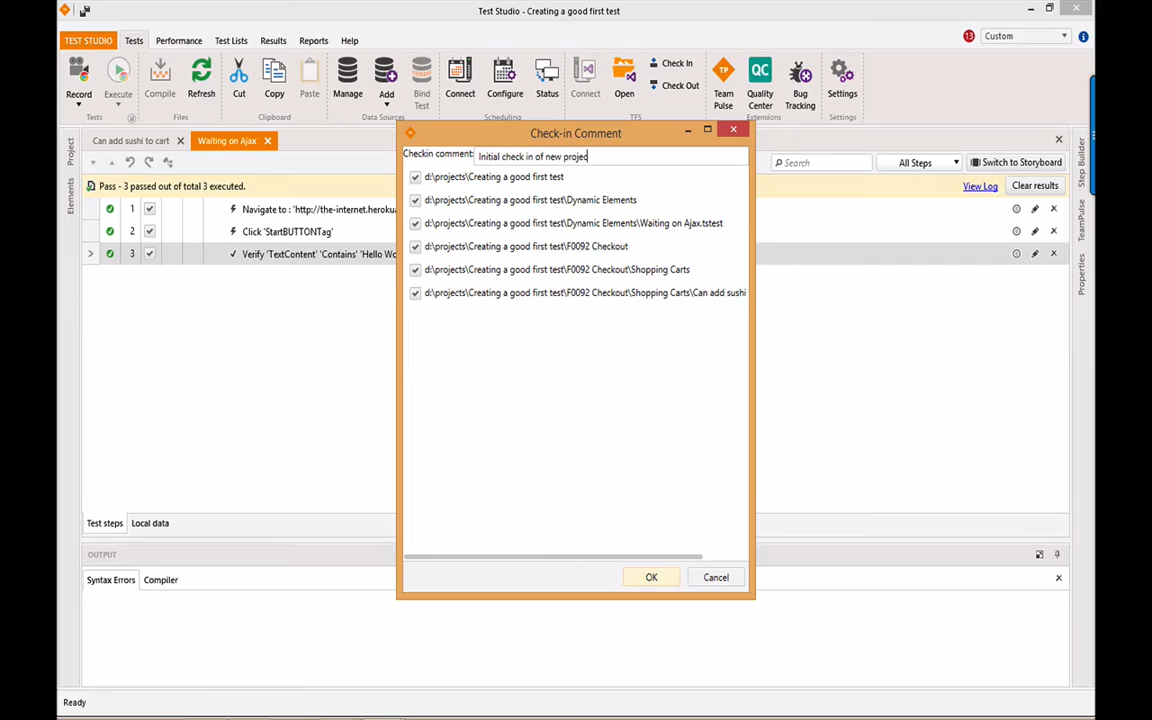 Test Studio - Creating a good first test
TEST STUDIO Tests Performance Test Lists Results Reports Help
13 Custom
Record Execute Compile Refresh Cut Copy Paste Manage Add Bind Test Connect Configure Status Connect Open Check In Check Out Team Pulse Quality Center Bug Tracking Settings
TP QC
Tests Files Clipboard Data Sources Scheduling TFS Extensions Settings
Can add sushi to cart Waiting on Ajax
Project
Elements
Search All Steps Switch to Storyboard
Pass - 3 passed out of total 3 executed. View Log Clear results
1 Navigate to : 'http://the-internet.heroku
2 Click 'StartBUTTONTag'
3 Verify 'TextContent' 'Contains' 'Hello Wo
Step Builder
TeamPulse
Properties
Check-in Comment
Checkin comment: Initial check in of new projec
d:\projects\Creating a good first test
d:\projects\Creating a good first test\Dynamic Elements
d:\projects\Creating a good first test\Dynamic Elements\Waiting on Ajax.tstest
d:\projects\Creating a good first test\F0092 Checkout
d:\projects\Creating a good first test\F0092 Checkout\Shopping Carts
d:\projects\Creating a good first test\F0092 Checkout\Shopping Carts\Can add sushi
OK Cancel
Test steps Local data
OUTPUT
Syntax Errors Compiler
Ready